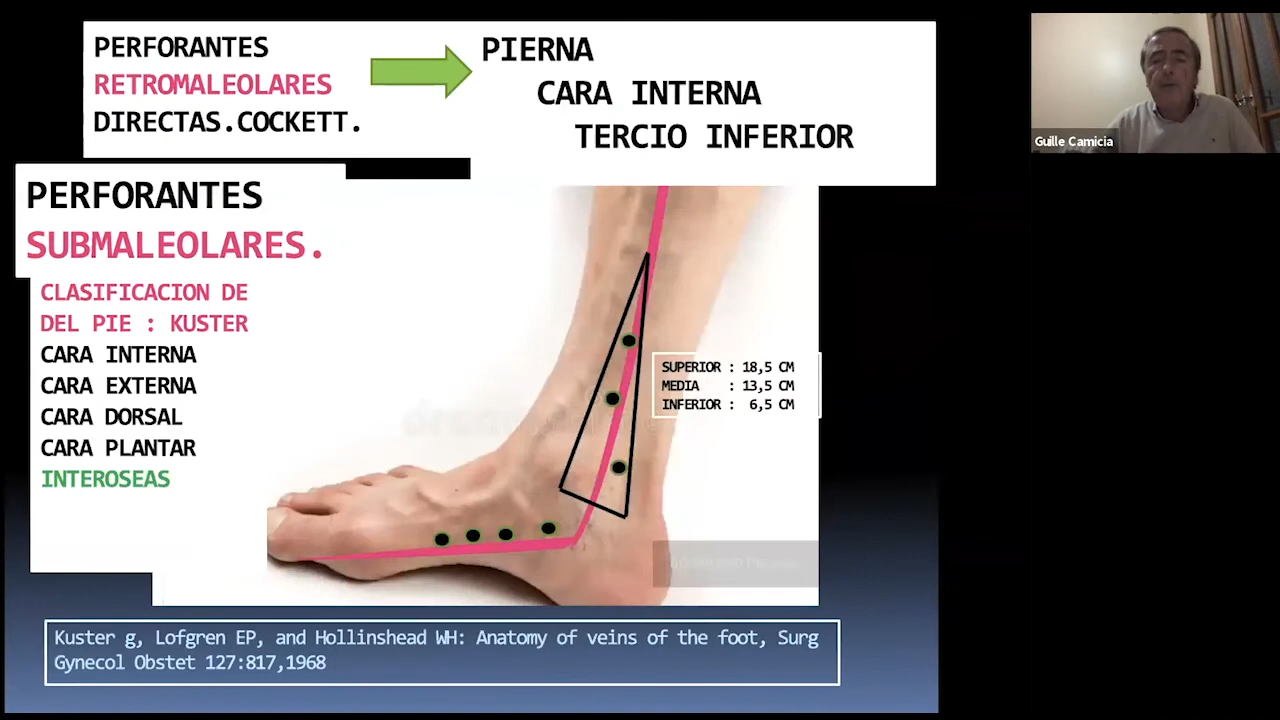 PERFORANTES
RETROMALEOLARES
DIRECTAS.COCKETT.
PIERNA
CARA INTERNA
TERCIO INFERIOR
Guille Camicia
PERFORANTES
SUBMALEOLARES.
CLASIFICACION DE
DEL PIE : KUSTER
CARA INTERNA
CARA EXTERNA
CARA DORSAL
CARA PLANTAR
INTEROSEAS
SUPERIOR : 18,5 CM
MEDIA : 13,5 CM
INFERIOR : 6,5 CM
Kuster g, Lofgren EP, and Hollinshead WH: Anatomy of veins of the foot, Surg
Gynecol Obstet 127:817,1968